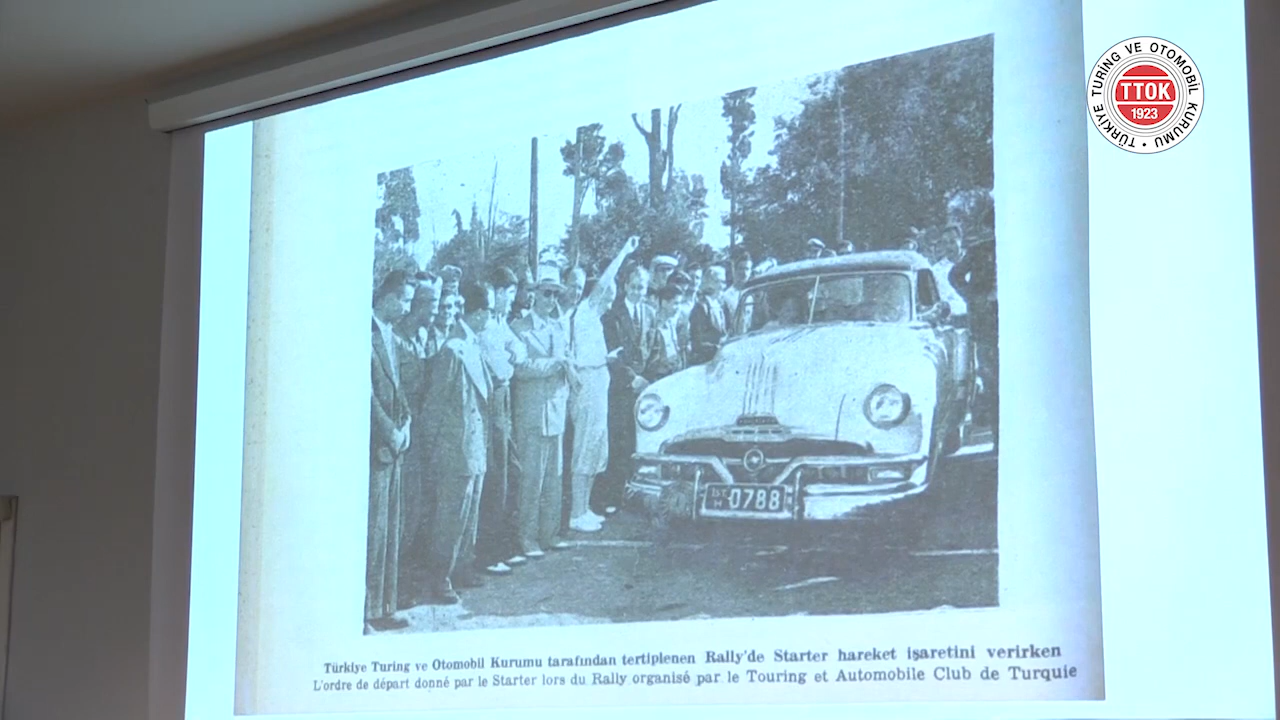 TÜRKİYE TURİNG VE OTOMOBİL KURUMU
TTOK
1923
0788
Türkiye Turing ve Otomobil Kurumu tarafından tertiplenen Rally'de Starter hareket işaretini verirken
L'ordre de départ donné par le Starter lors du Rally organisé par le Touring et Automobile Club de Turquie